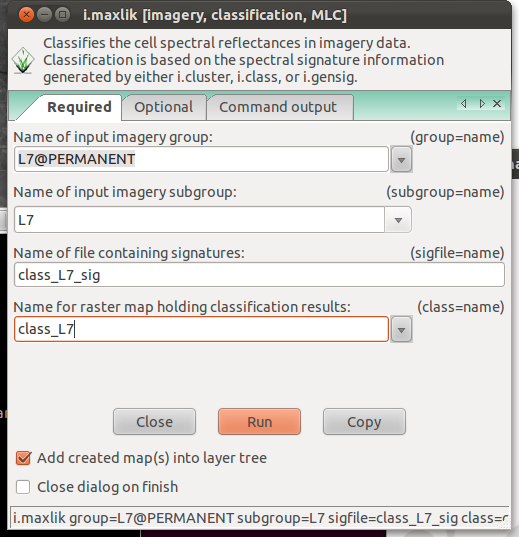 i.maxlik [imagery, classification, MLC]
Classifies the cell spectral reflectances in imagery data.
Classification is based on the spectral signature information
generated by either i.cluster, i.class, or i.gensig.
Required Optional Command output
Name of input imagery group: (group=name)
L7@PERMANENT
Name of input imagery subgroup: (subgroup=name)
L7
Name of file containing signatures: (sigfile=name)
class_L7_sig
Name for raster map holding classification results: (class=name)
class_L7
Close Run Copy
Add created map(s) into layer tree
Close dialog on finish
i.maxlik group=L7@PERMANENT subgroup=L7 sigfile=class_L7_sig class=